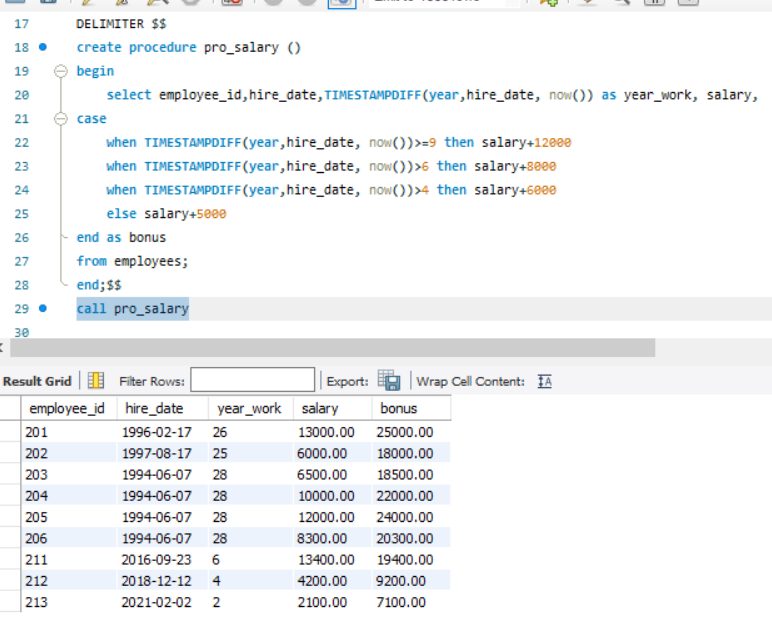 17 DELIMITER $$
18 create procedure pro_salary ()
19 begin
20 select employee_id,hire_date,TIMESTAMPDIFF(year,hire_date, now()) as year_work, salary,
21 case
22 when TIMESTAMPDIFF(year,hire_date, now())>=9 then salary+12000
23 when TIMESTAMPDIFF(year,hire_date, now())>6 then salary+8000
24 when TIMESTAMPDIFF(year,hire_date, now())>4 then salary+6000
25 else salary+5000
26 end as bonus
27 from employees;
28 end;$$
29 call pro_salary
30
Result Grid Filter Rows: Export: Wrap Cell Content: IA
employee_id hire_date year_work salary bonus
201 1996-02-17 26 13000.00 25000.00
202 1997-08-17 25 6000.00 18000.00
203 1994-06-07 28 6500.00 18500.00
204 1994-06-07 28 10000.00 22000.00
205 1994-06-07 28 12000.00 24000.00
206 1994-06-07 28 8300.00 20300.00
211 2016-09-23 6 13400.00 19400.00
212 2018-12-12 4 4200.00 9200.00
213 2021-02-02 2 2100.00 7100.00